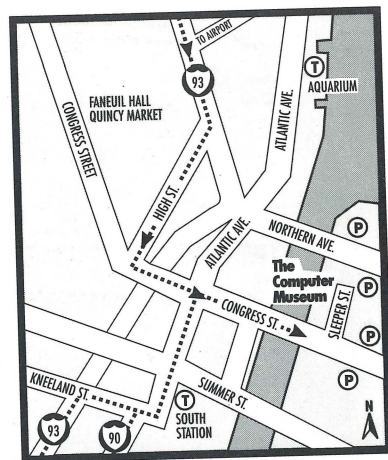 TO AIRPORT
93
T
AQUARIUM
FANEUIL HALL
QUINCY MARKET
CONGRESS STREET
ATLANTIC AVE.
HIGH ST.
ATLANTIC AVE.
NORTHERN AVE.
P
The
Computer
Museum
CONGRESS ST.
SLEEPER ST.
P
P
P
KNEELAND ST.
SUMMER ST.
T
SOUTH
STATION
93
90
N